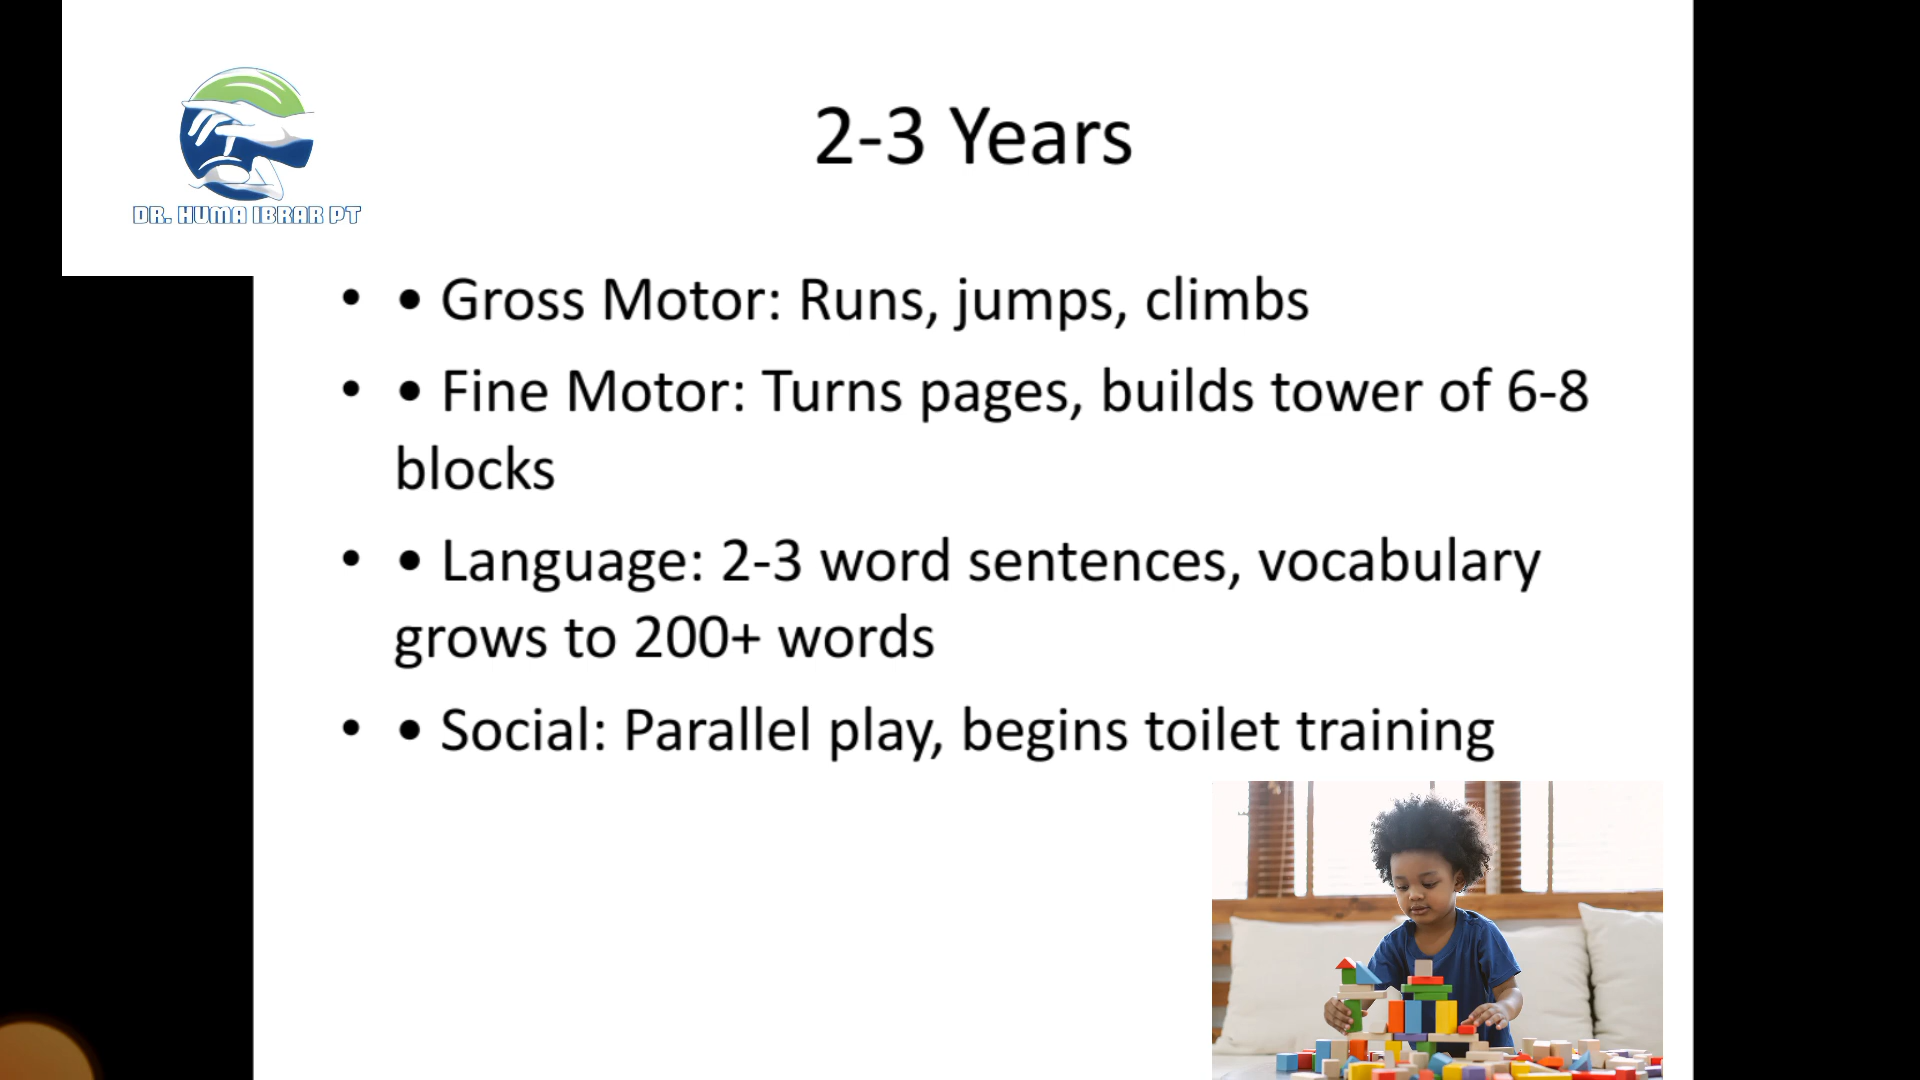 DR. HUMA IBRAR PT
2-3 Years
• • Gross Motor: Runs, jumps, climbs
• • Fine Motor: Turns pages, builds tower of 6-8
blocks
• • Language: 2-3 word sentences, vocabulary
grows to 200+ words
• • Social: Parallel play, begins toilet training